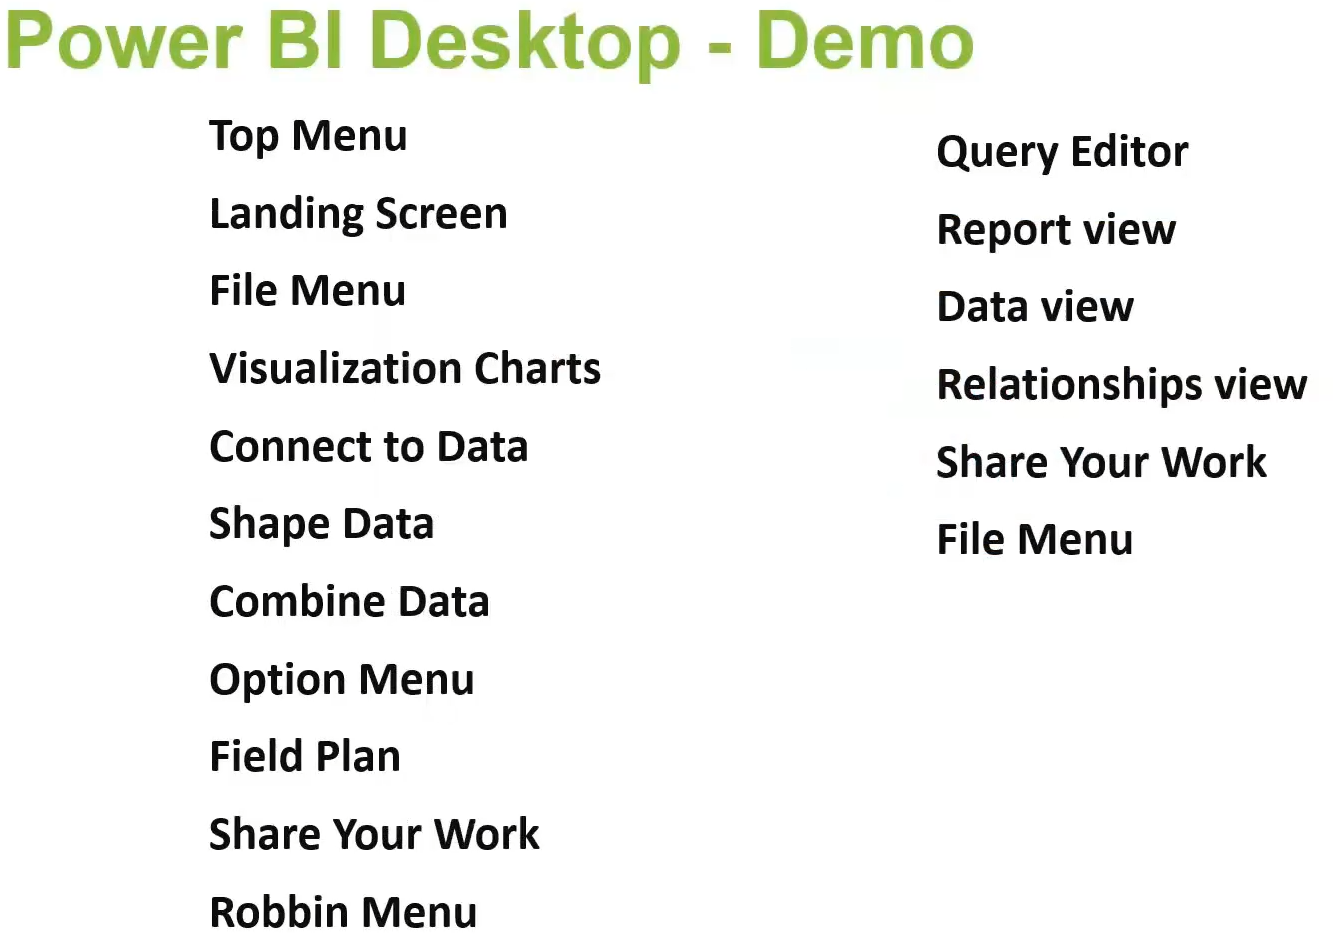 Power BI Desktop - Demo
Top Menu
Landing Screen
File Menu
Visualization Charts
Connect to Data
Shape Data
Combine Data
Option Menu
Field Plan
Share Your Work
Robbin Menu
Query Editor
Report view
Data view
Relationships view
Share Your Work
File Menu